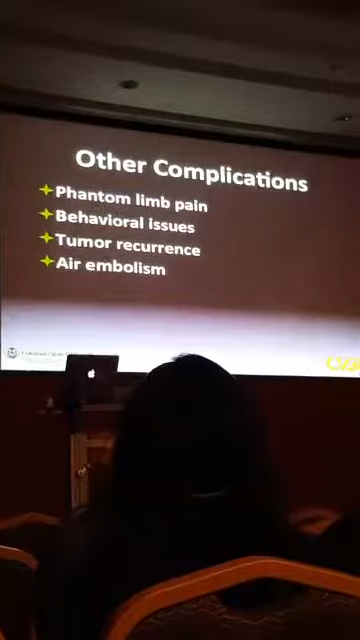 Other Complications
Phantom limb pain
Behavioral issues
Tumor recurrence
Air embolism